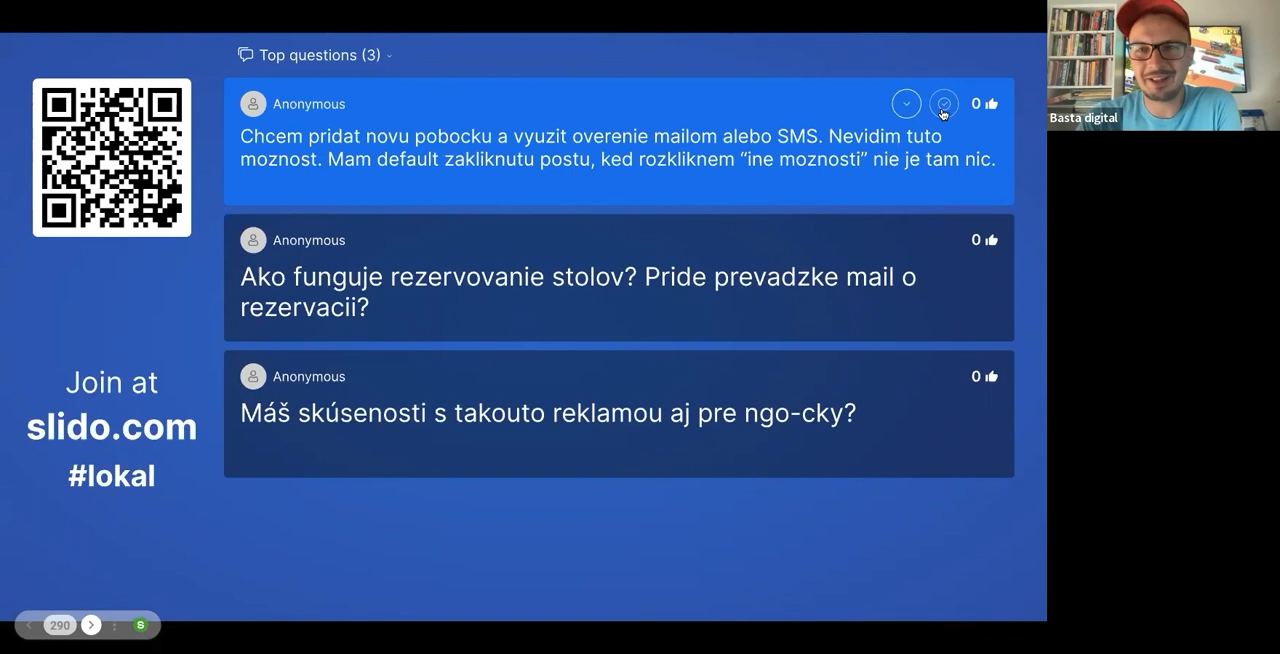 Top questions (3)
Anonymous
0
Chcem pridat novu pobocku a vyuzit overenie mailom alebo SMS. Nevidim tuto
moznost. Mam default zakliknutu postu, ked rozkliknem “ine moznosti” nie je tam nic.
Anonymous
0
Ako funguje rezervovanie stolov? Pride prevadzke mail o
rezervacii?
Anonymous
0
Máš skúsenosti s takouto reklamou aj pre ngo-cky?
Join at
slido.com
#lokal
290
S
Basta digital